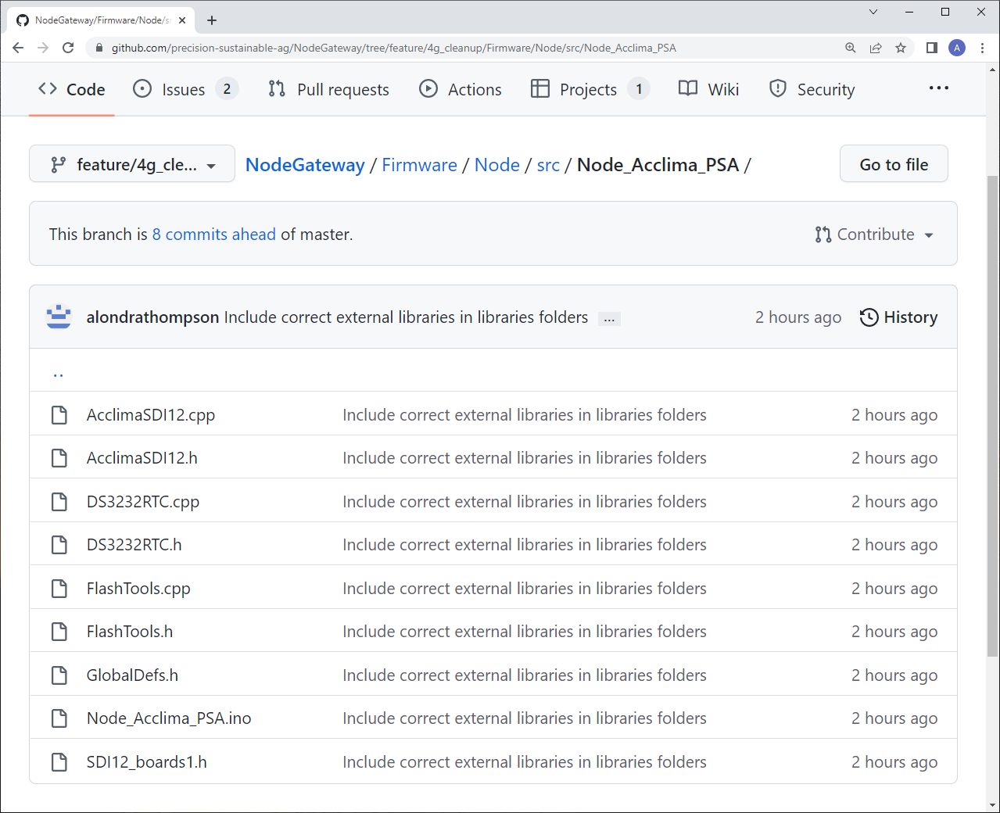 NodeGateway/Firmware/Node/s
github.com/precision-sustainable-ag/NodeGateway/tree/feature/4g_cleanup/Firmware/Node/src/Node_Acclima_PSA
A
Code Issues 2 Pull requests Actions Projects 1 Wiki Security ...
feature/4g_cle... NodeGateway / Firmware / Node / src / Node_Acclima_PSA / Go to file
This branch is 8 commits ahead of master. Contribute
alondrathompson Include correct external libraries in libraries folders ... 2 hours ago History
..
AcclimaSDI12.cpp Include correct external libraries in libraries folders 2 hours ago
AcclimaSDI12.h Include correct external libraries in libraries folders 2 hours ago
DS3232RTC.cpp Include correct external libraries in libraries folders 2 hours ago
DS3232RTC.h Include correct external libraries in libraries folders 2 hours ago
FlashTools.cpp Include correct external libraries in libraries folders 2 hours ago
FlashTools.h Include correct external libraries in libraries folders 2 hours ago
GlobalDefs.h Include correct external libraries in libraries folders 2 hours ago
Node_Acclima_PSA.ino Include correct external libraries in libraries folders 2 hours ago
SDI12_boards1.h Include correct external libraries in libraries folders 2 hours ago